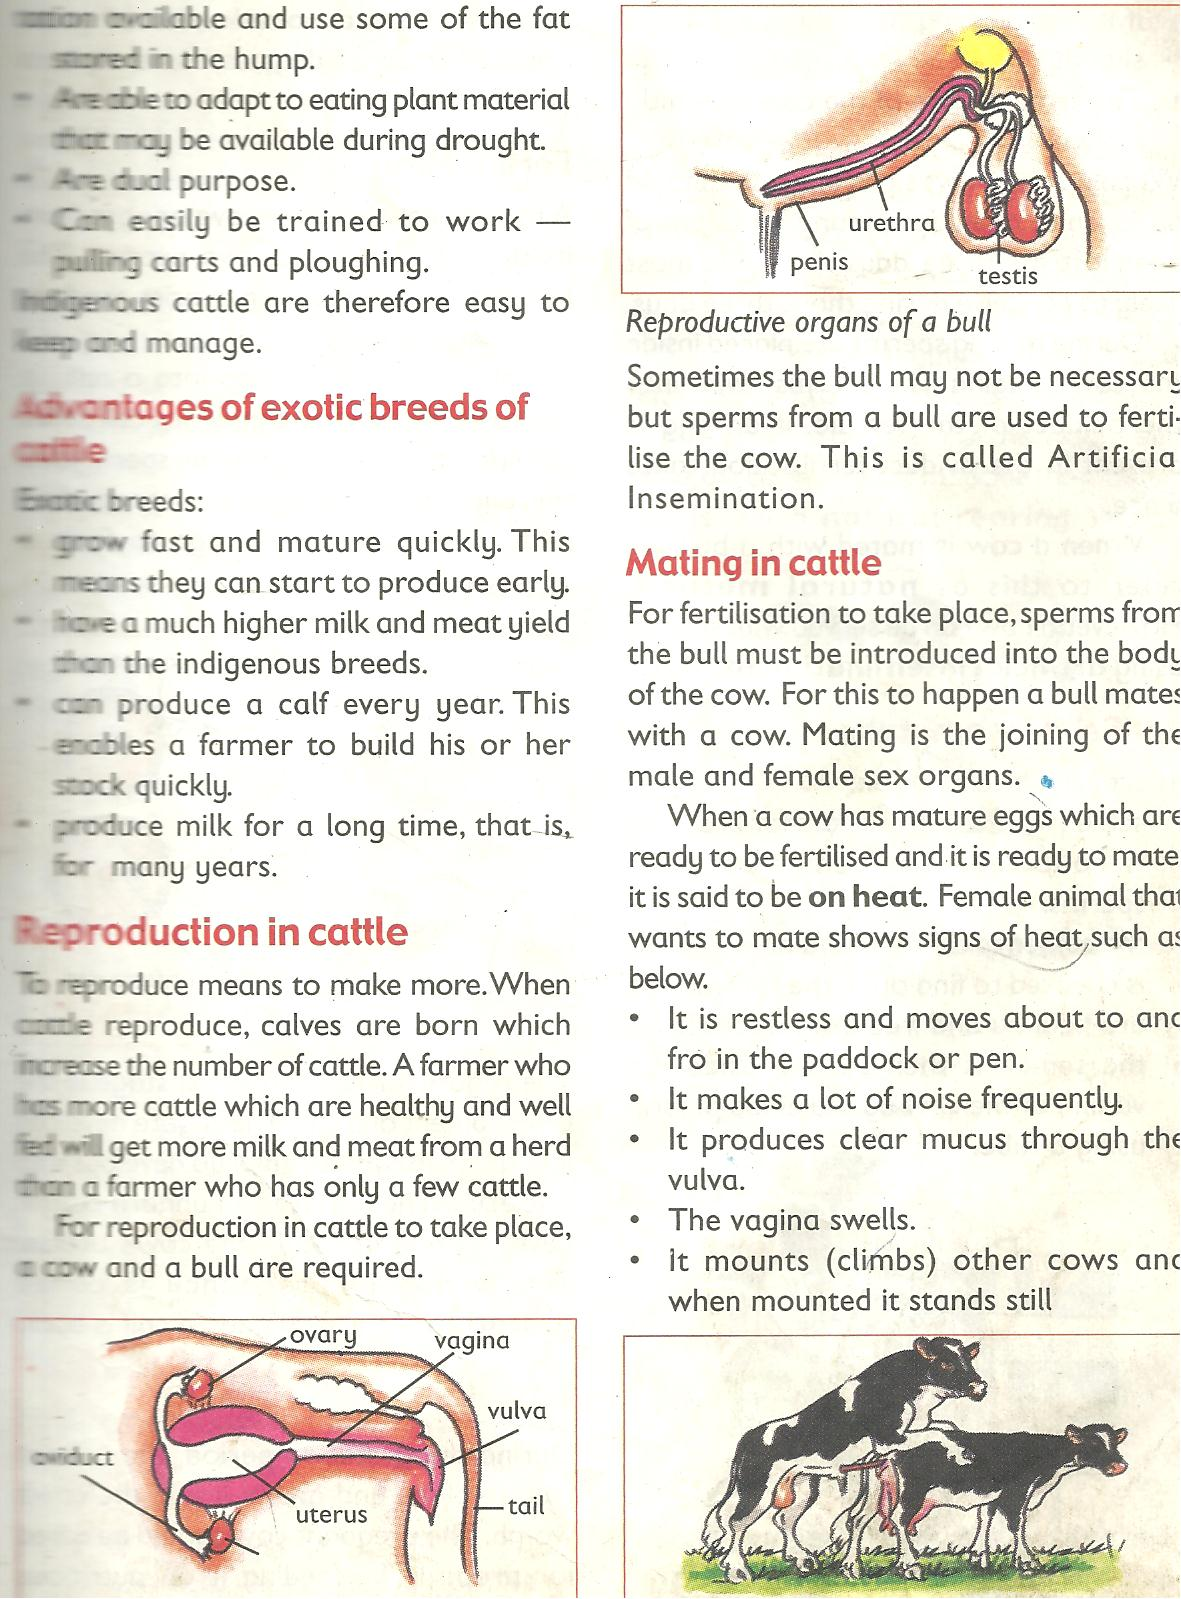 ration available and use some of the fat
stored in the hump.
- Are able to adapt to eating plant material
that may be available during drought.
- Are dual purpose.
- Can easily be trained to work —
pulling carts and ploughing.
Indigenous cattle are therefore easy to
keep and manage.
Advantages of exotic breeds of
cattle
Exotic breeds:
- grow fast and mature quickly. This
means they can start to produce early.
- have a much higher milk and meat yield
than the indigenous breeds.
- can produce a calf every year. This
enables a farmer to build his or her
stock quickly.
- produce milk for a long time, that is,
for many years.
Reproduction in cattle
To reproduce means to make more. When
cattle reproduce, calves are born which
increase the number of cattle. A farmer who
has more cattle which are healthy and well
fed will get more milk and meat from a herd
than a farmer who has only a few cattle.
For reproduction in cattle to take place,
a cow and a bull are required.
ovary
vagina
vulva
oviduct
uterus
tail
urethra
penis
testis
Reproductive organs of a bull
Sometimes the bull may not be necessary
but sperms from a bull are used to ferti-
lise the cow. This is called Artificia
Insemination.
Mating in cattle
For fertilisation to take place, sperms from
the bull must be introduced into the body
of the cow. For this to happen a bull mates
with a cow. Mating is the joining of the
male and female sex organs.
When a cow has mature eggs which are
ready to be fertilised and it is ready to mate
it is said to be on heat. Female animal that
wants to mate shows signs of heat such as
below.
• It is restless and moves about to and
fro in the paddock or pen.
• It makes a lot of noise frequently.
• It produces clear mucus through the
vulva.
• The vagina swells.
• It mounts (climbs) other cows and
when mounted it stands still